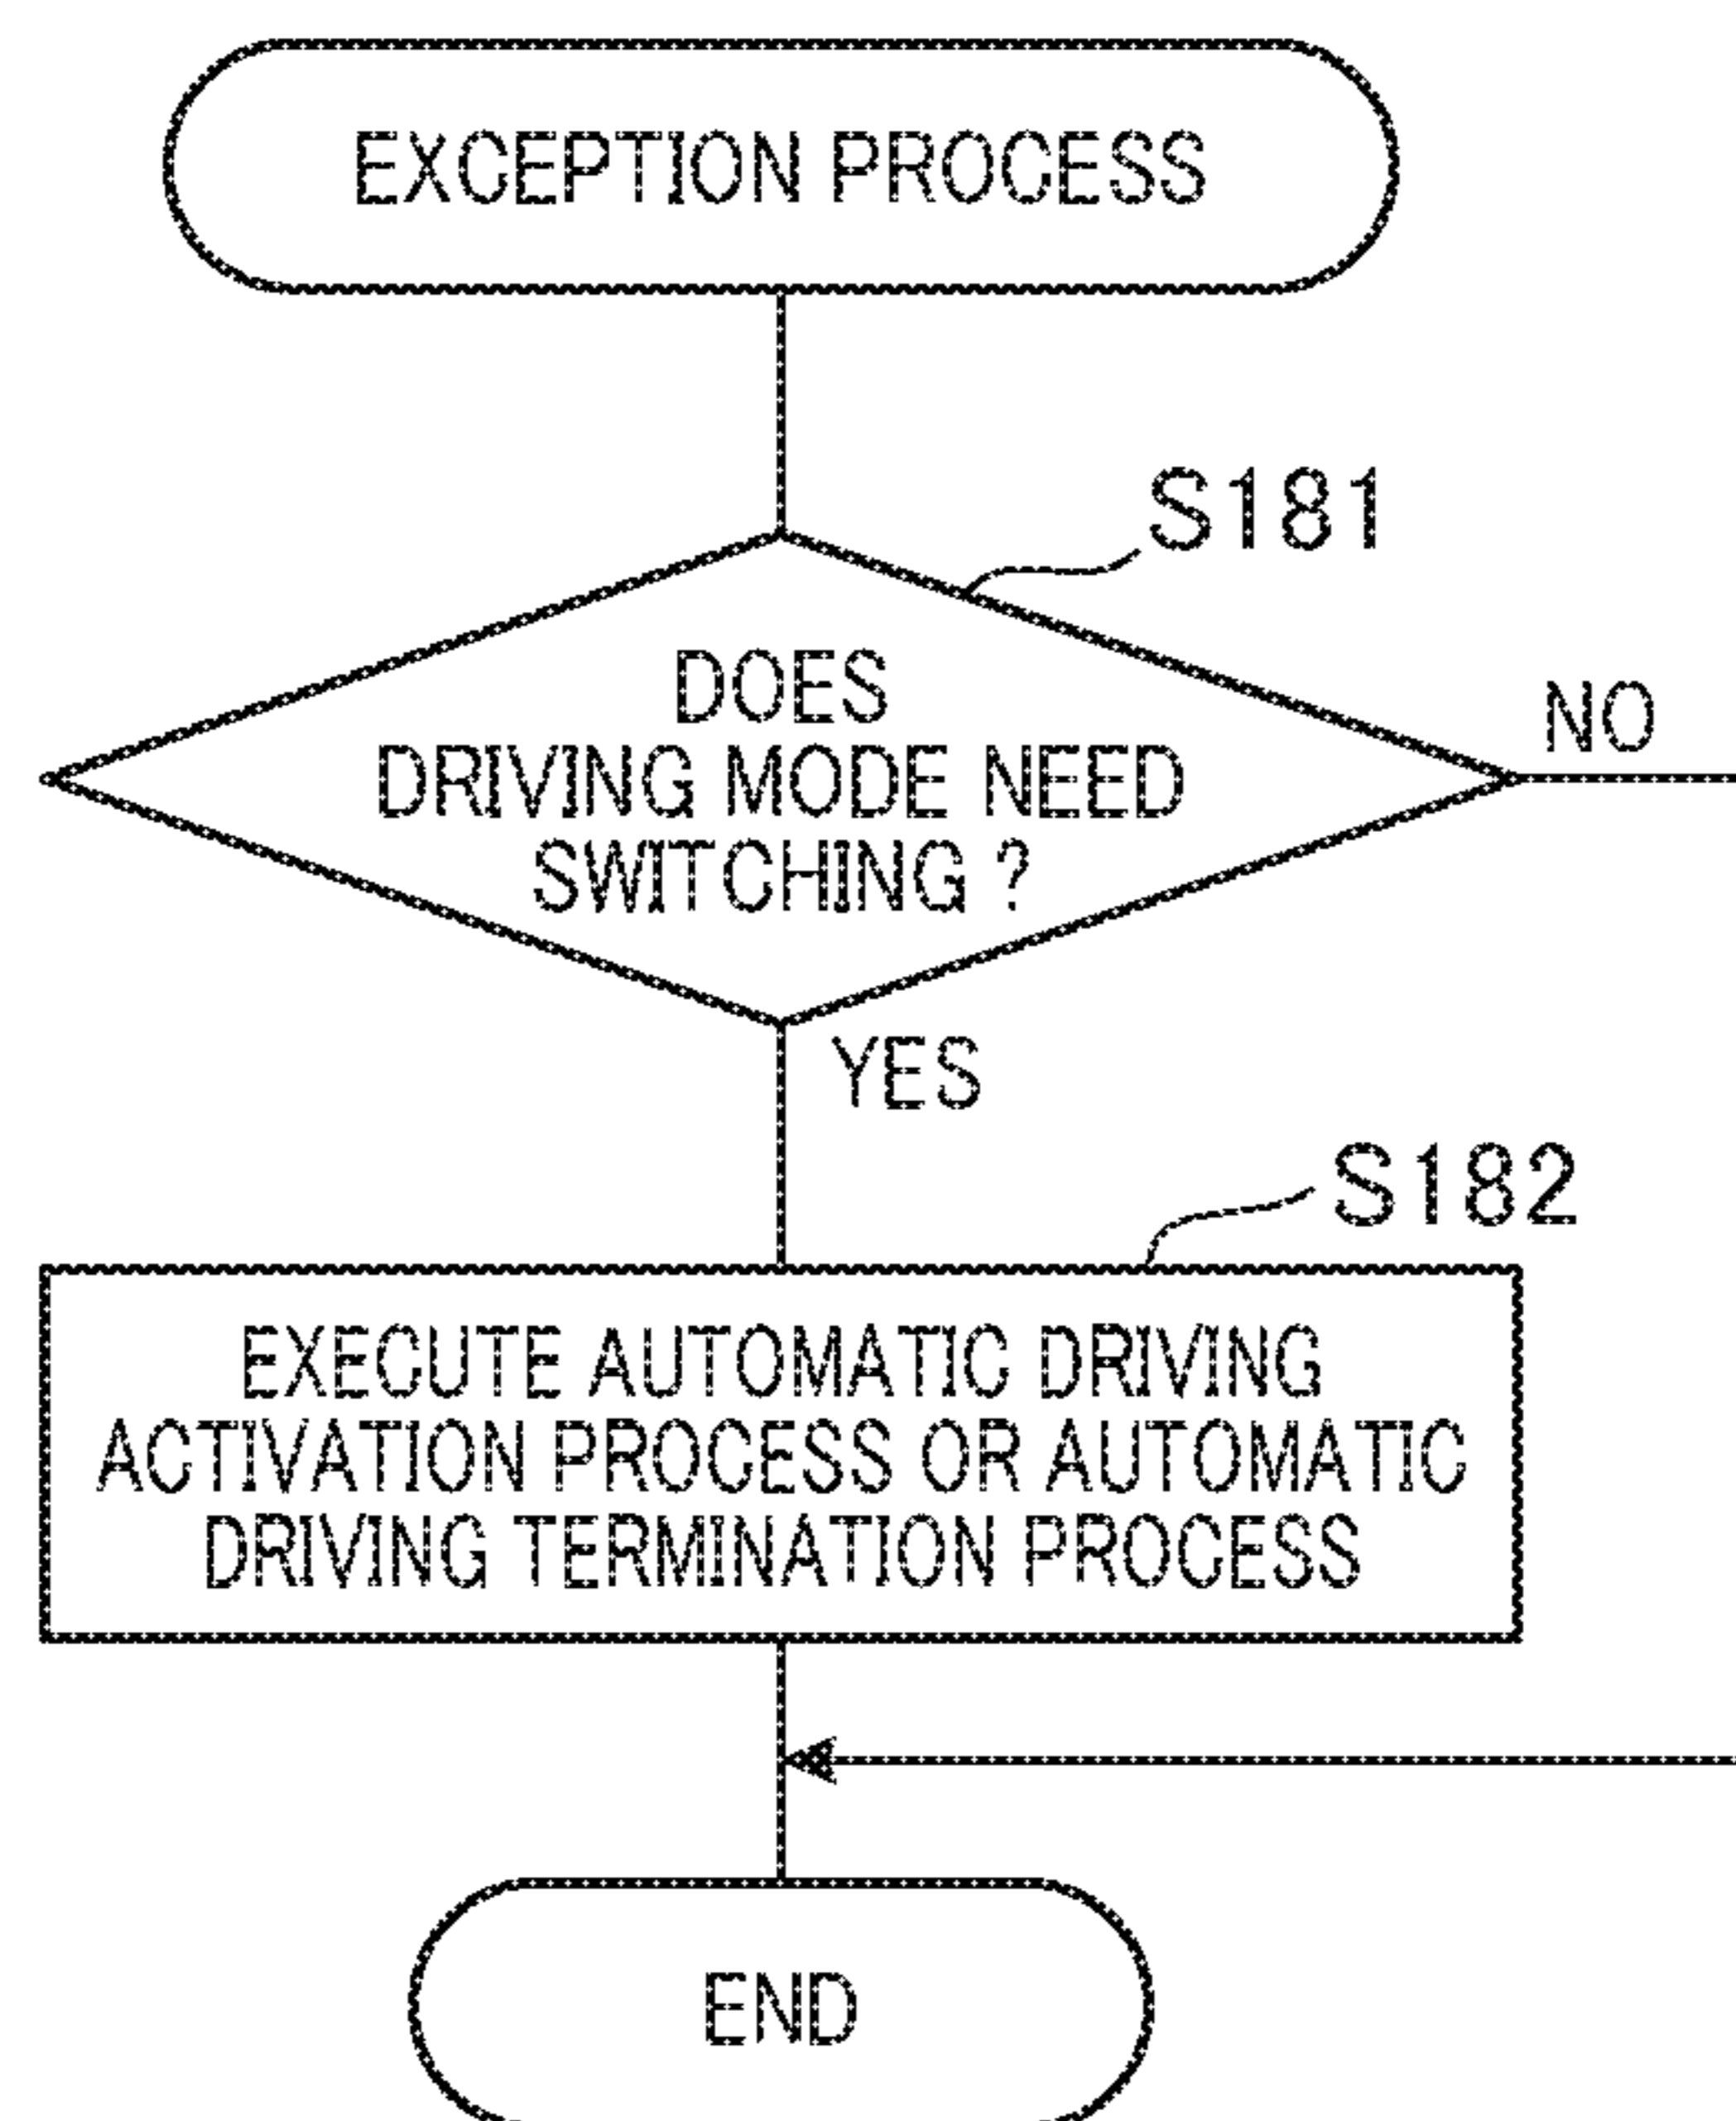 EXCEPTION PROCESS
S181
DOES
DRIVING MODE NEED
SWITCHING ?
NO
YES
S182
EXECUTE AUTOMATIC DRIVING
ACTIVATION PROCESS OR AUTOMATIC
DRIVING TERMINATION PROCESS
END